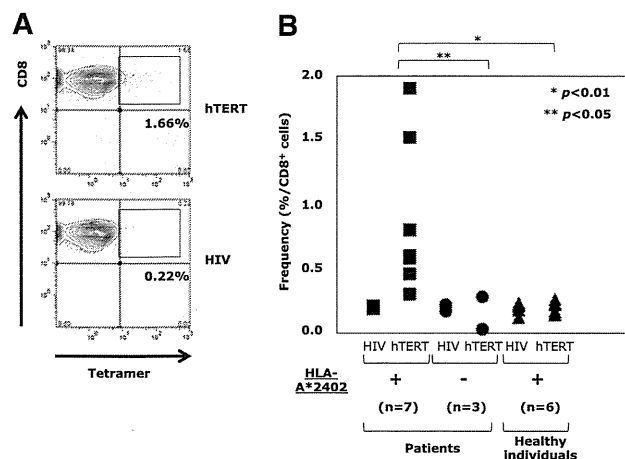 A
CD8
hTERT
1.66%
HIV
0.22%
Tetramer
B
*
**
* p<0.01
** p<0.05
Frequency (%/CD8+ cells)
2.0
1.5
1.0
0.5
0.0
HIV hTERT HIV hTERT HIV hTERT
HLA-A*2402
+ - +
(n=7) (n=3) (n=6)
Patients
Healthy individuals